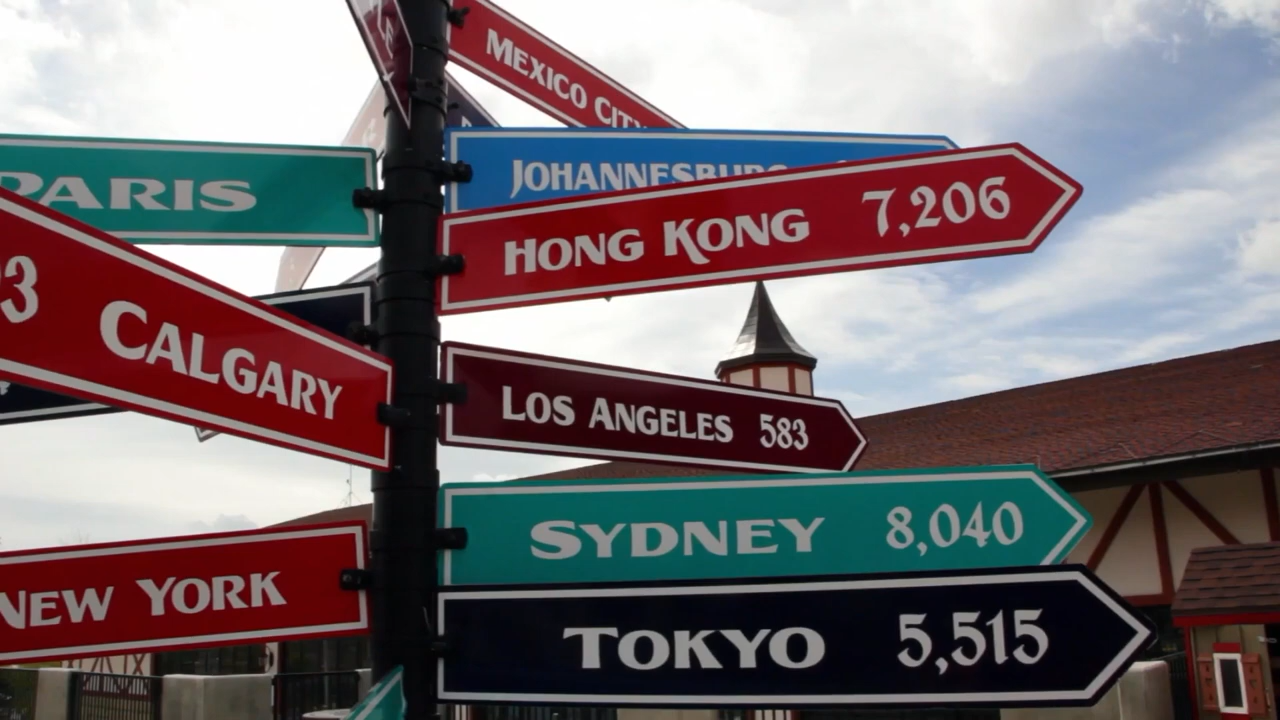 MEXICO CITY
JOHANNESBURG
PARIS
HONG KONG 7,206
3 CALGARY
LOS ANGELES 583
SYDNEY 8,040
NEW YORK
TOKYO 5,515